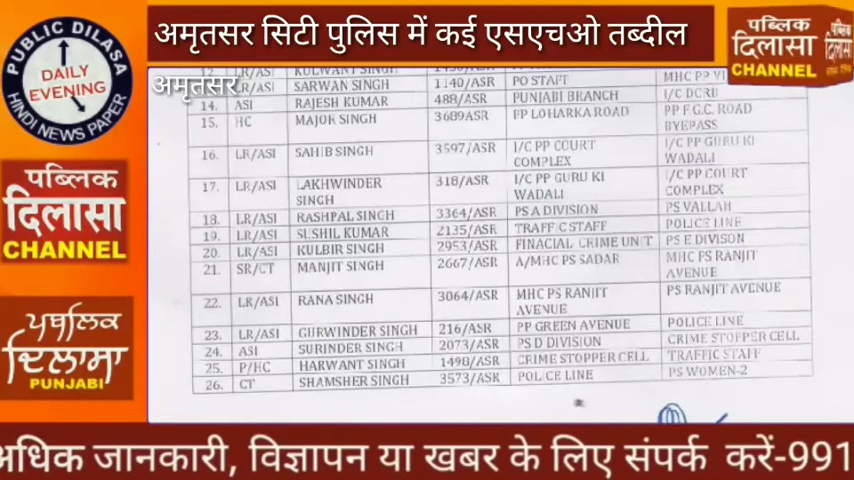 अमृतसर सिटी पुलिस में कई एसएचओ तब्दील
PUBLIC DILASA
DAILY
EVENING
HINDI NEWS PAPER
पब्लिक
दिलासा
CHANNEL
पब्लिक
दिलासा
अमृतसर
LR/ASI KULWANT SINGH
LR/ASI SARWAN SINGH 1140/ASR PO STAFF MHC PP
14. ASI RAJESH KUMAR 488/ASR PUNJABI BRANCH I/C DCRB
15. HC MAJOR SINGH 3689ASR PP LOHARKA ROAD PP F.G.C. ROAD
BYEPASS
16. LR/ASI SAHIB SINGH 3597/ASR I/C PP COURT I/C PP GURU KI
COMPLEX WADALI
17. LR/ASI LAKHWINDER 318/ASR I/C PP GURU KI I/C PP COURT
SINGH WADALI COMPLEX
18. LR/ASI RASHPAL SINGH 3364/ASR PS A DIVISION PS VALLAH
19. LR/ASI SUSHIL KUMAR 2135/ASR TRAFFIC STAFF POLICE LINE
20. LR/ASI KULBIR SINGH 2953/ASR FINACIAL CRIME UNIT PS E DIVISON
21. SR/CT MANJIT SINGH 2667/ASR A/MHC PS SADAR MHC PS RANJIT
AVENUE
22. LR/ASI RANA SINGH 3064/ASR MHC PS RANJIT PS RANJIT AVENUE
AVENUE
23. LR/ASI GURWINDER SINGH 216/ASR PP GREEN AVENUE POLICE LINE
24. ASI SURINDER SINGH 2073/ASR PS D DIVISION CRIME STOPPER CELL
25. P/HC HARWANT SINGH 1498/ASR CRIME STOPPER CELL TRAFFIC STAFF
26. CT SHAMSHER SINGH 3573/ASR POLICE LINE PS WOMEN-2
पब्लिक
दिलासा
CHANNEL
ਪਬਲਿਕ
ਦਿਲਾਸਾ
PUNJABI
अधिक जानकारी, विज्ञापन या खबर के लिए संपर्क करें-991